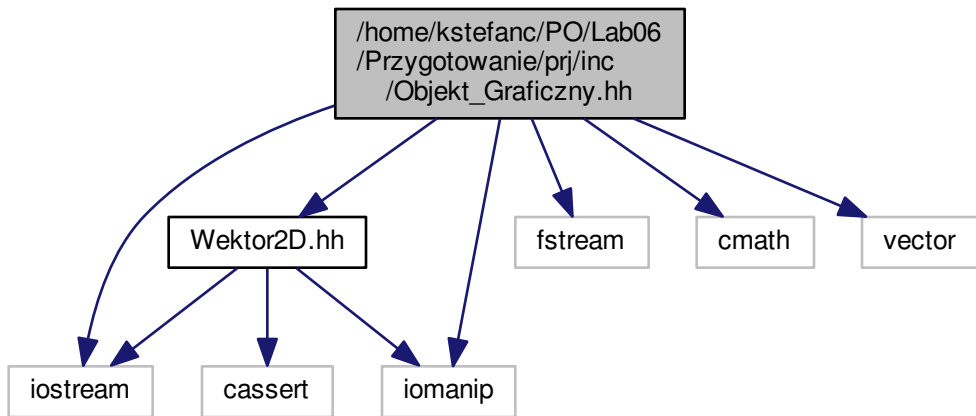 /home/kstefanc/PO/Lab06
/Przygotowanie/prj/inc
/Objekt_Graficzny.hh
Wektor2D.hh
fstream
cmath
vector
iostream
cassert
iomanip